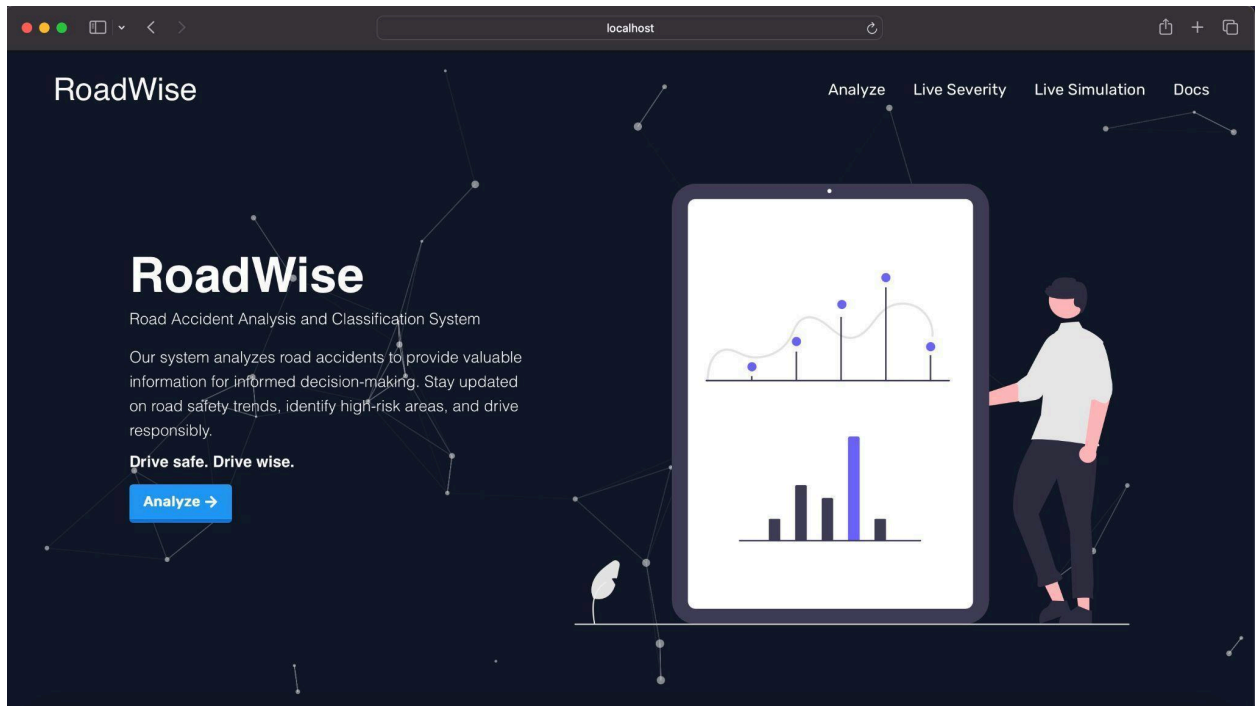 localhost
RoadWise
Analyze Live Severity Live Simulation Docs
RoadWise
Road Accident Analysis and Classification System
Our system analyzes road accidents to provide valuable
information for informed decision-making. Stay updated
on road safety trends, identify high-risk areas, and drive
responsibly.
Drive safe. Drive wise.
Analyze →